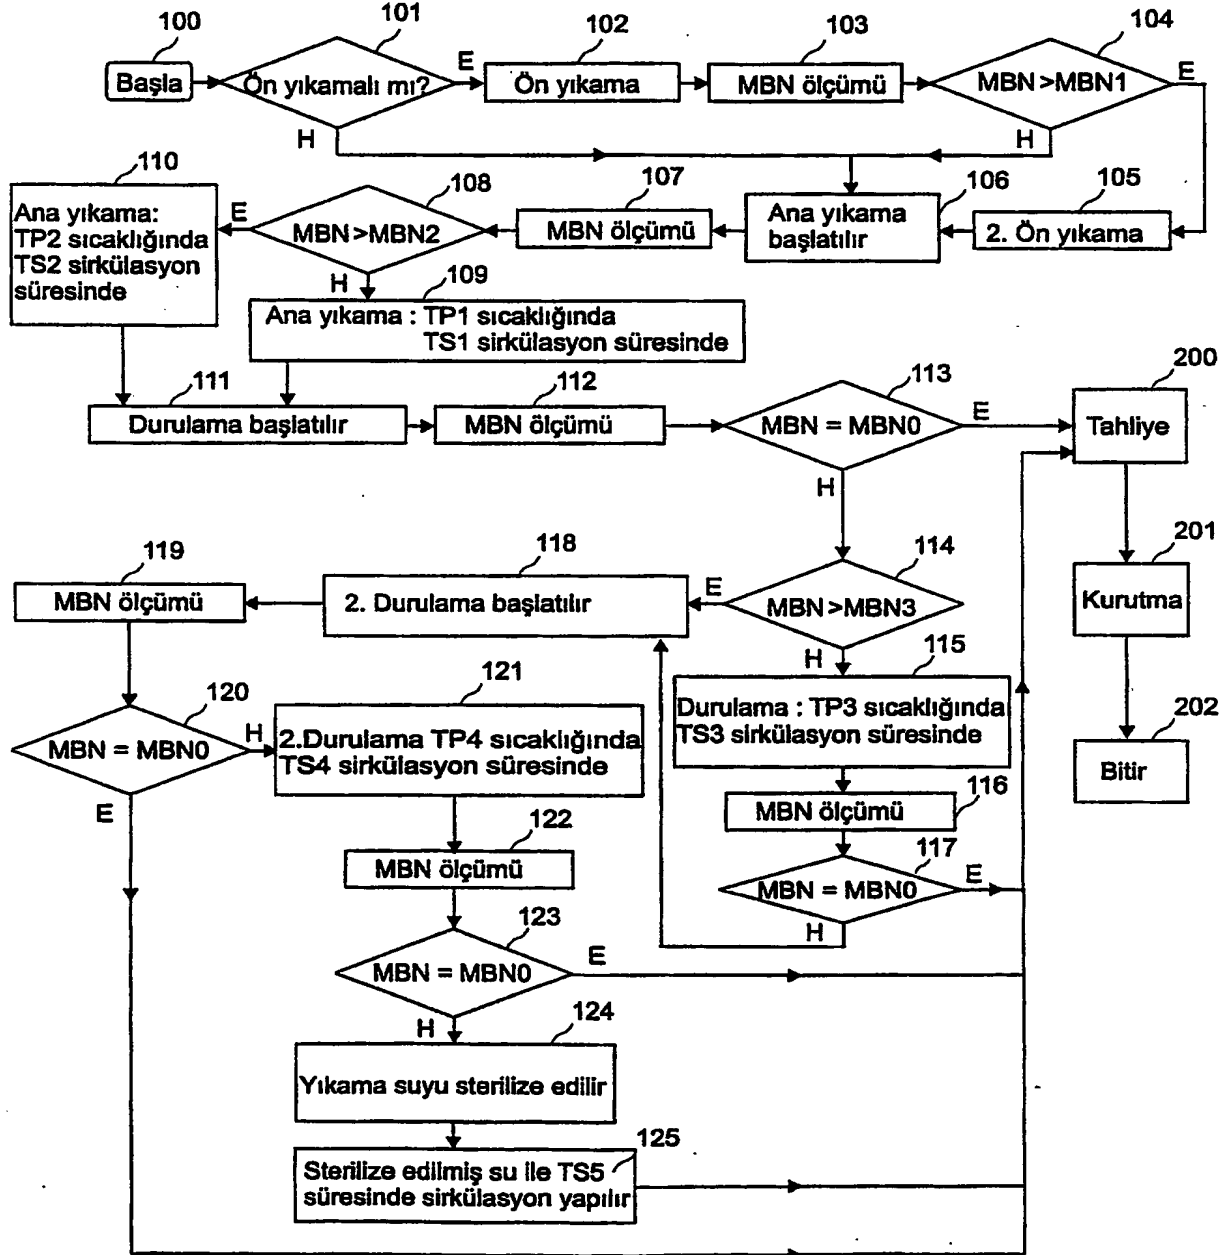 100
Başla
101
Ön yıkamalı mı?
E
H
102
Ön yıkama
103
MBN ölçümü
104
MBN>MBN1
E
H
105
2. Ön yıkama
106
Ana yıkama
başlatılır
107
MBN ölçümü
108
MBN>MBN2
E
H
110
Ana yıkama:
TP2 sıcaklığında
TS2 sirkülasyon
süresinde
109
Ana yıkama : TP1 sıcaklığında
TS1 sirkülasyon süresinde
111
Durulama başlatılır
112
MBN ölçümü
113
MBN = MBN0
E
H
200
Tahliye
201
Kurutma
202
Bitir
114
MBN>MBN3
E
H
118
2. Durulama başlatılır
119
MBN ölçümü
115
Durulama : TP3 sıcaklığında
TS3 sirkülasyon süresinde
116
MBN ölçümü
117
MBN = MBN0
E
H
120
MBN = MBN0
H
E
121
2.Durulama TP4 sıcaklığında
TS4 sirkülasyon süresinde
122
MBN ölçümü
123
MBN = MBN0
E
H
124
Yıkama suyu sterilize edilir
125
Sterilize edilmiş su ile TS5
süresinde sirkülasyon yapılır